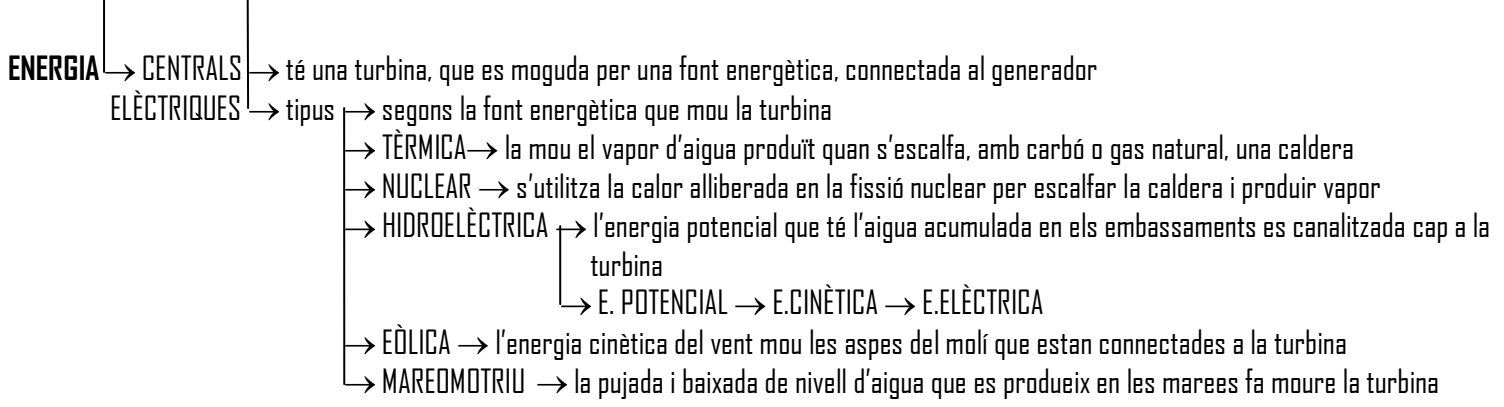 ENERGIA → CENTRALS → té una turbina, que es moguda per una font energètica, connectada al generador
ELÈCTRIQUES → tipus → segons la font energètica que mou la turbina
→ TÈRMICA → la mou el vapor d'aigua produït quan s'escalfa, amb carbó o gas natural, una caldera
→ NUCLEAR → s'utilitza la calor alliberada en la fissió nuclear per escalfar la caldera i produir vapor
→ HIDROELÈCTRICA → l'energia potencial que té l'aigua acumulada en els embassaments es canalitzada cap a la
turbina
→ E. POTENCIAL → E.CINÈTICA → E.ELÈCTRICA
→ EÒLICA → l'energia cinètica del vent mou les aspes del molí que estan connectades a la turbina
→ MAREOMOTRIU → la pujada i baixada de nivell d'aigua que es produeix en les marees fa moure la turbina